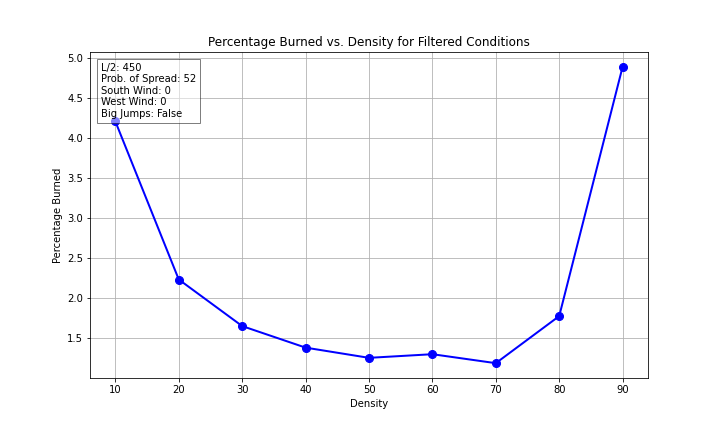 Percentage Burned vs. Density for Filtered Conditions
L/2: 450
Prob. of Spread: 52
South Wind: 0
West Wind: 0
Big Jumps: False
Percentage Burned
5.0
4.5
4.0
3.5
3.0
2.5
2.0
1.5
10 20 30 40 50 60 70 80 90
Density